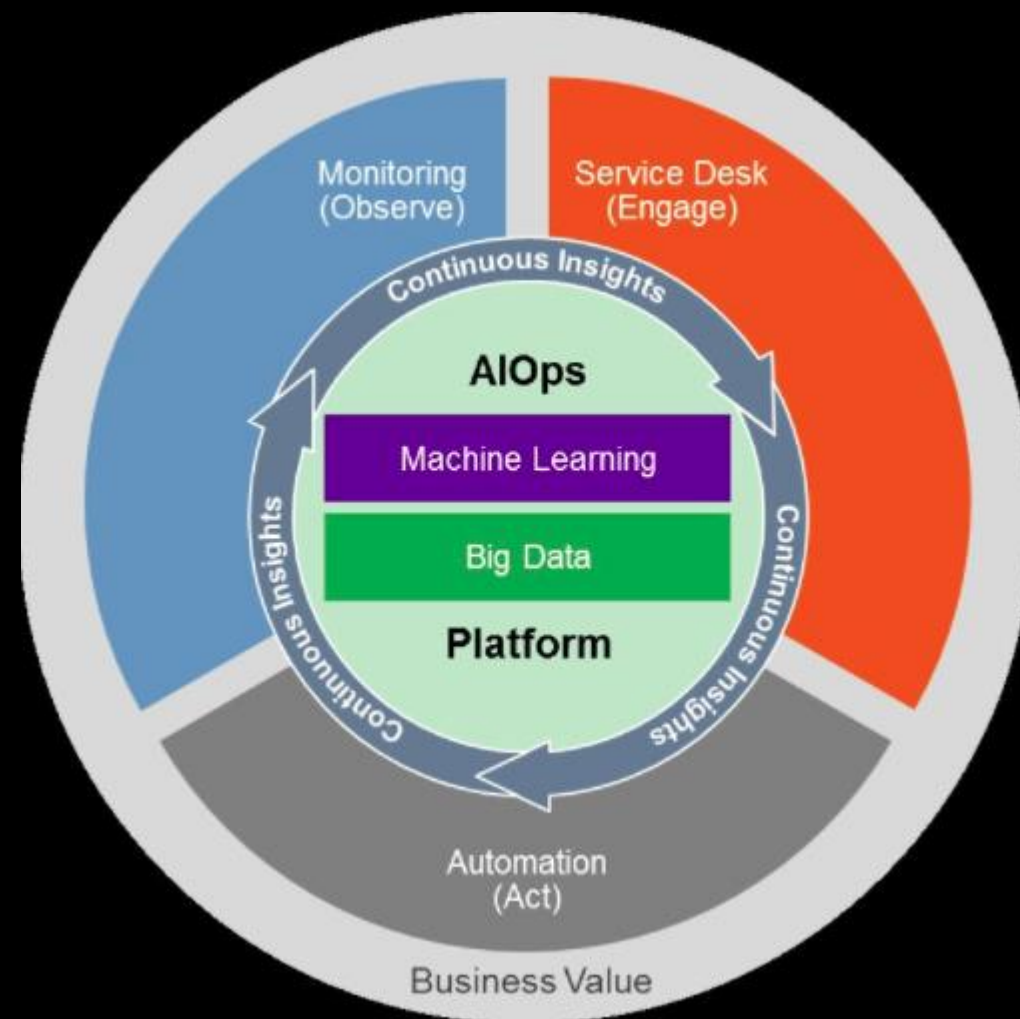 Monitoring
(Observe)
Service Desk
(Engage)
Continuous Insights
AIOps
Machine Learning
Big Data
Platform
Continuous Insights
Continuous Insights
Automation
(Act)
Business Value